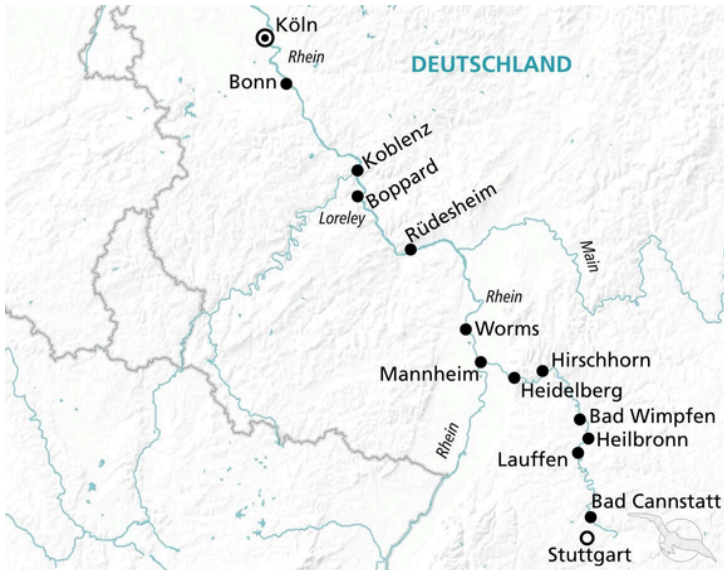 Köln
Rhein
DEUTSCHLAND
Bonn
Koblenz
Boppard
Loreley
Rüdesheim
Main
Rhein
Worms
Mannheim
Hirschhorn
Heidelberg
Rhein
Bad Wimpfen
Heilbronn
Lauffen
Bad Cannstatt
Stuttgart